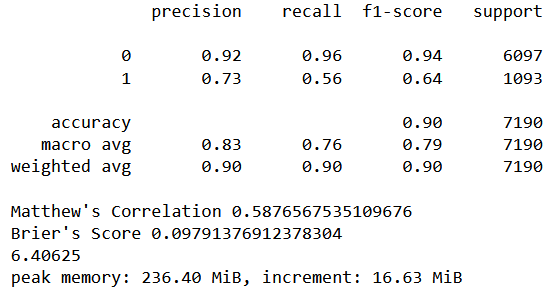 precision recall f1-score support
0 0.92 0.96 0.94 6097
1 0.73 0.56 0.64 1093
accuracy 0.90 7190
macro avg 0.83 0.76 0.79 7190
weighted avg 0.90 0.90 0.90 7190
Matthew's Correlation 0.5876567535109676
Brier's Score 0.09791376912378304
6.40625
peak memory: 236.40 MiB, increment: 16.63 MiB